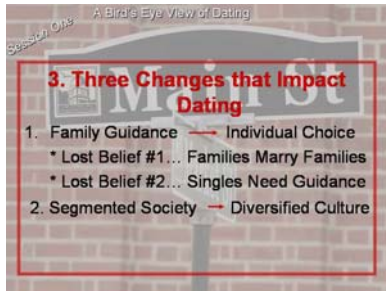 Session One
A Bird's Eye View of Dating
Main St
3. Three Changes that Impact
Dating
1. Family Guidance → Individual Choice
* Lost Belief #1... Families Marry Families
* Lost Belief #2... Singles Need Guidance
2. Segmented Society → Diversified Culture